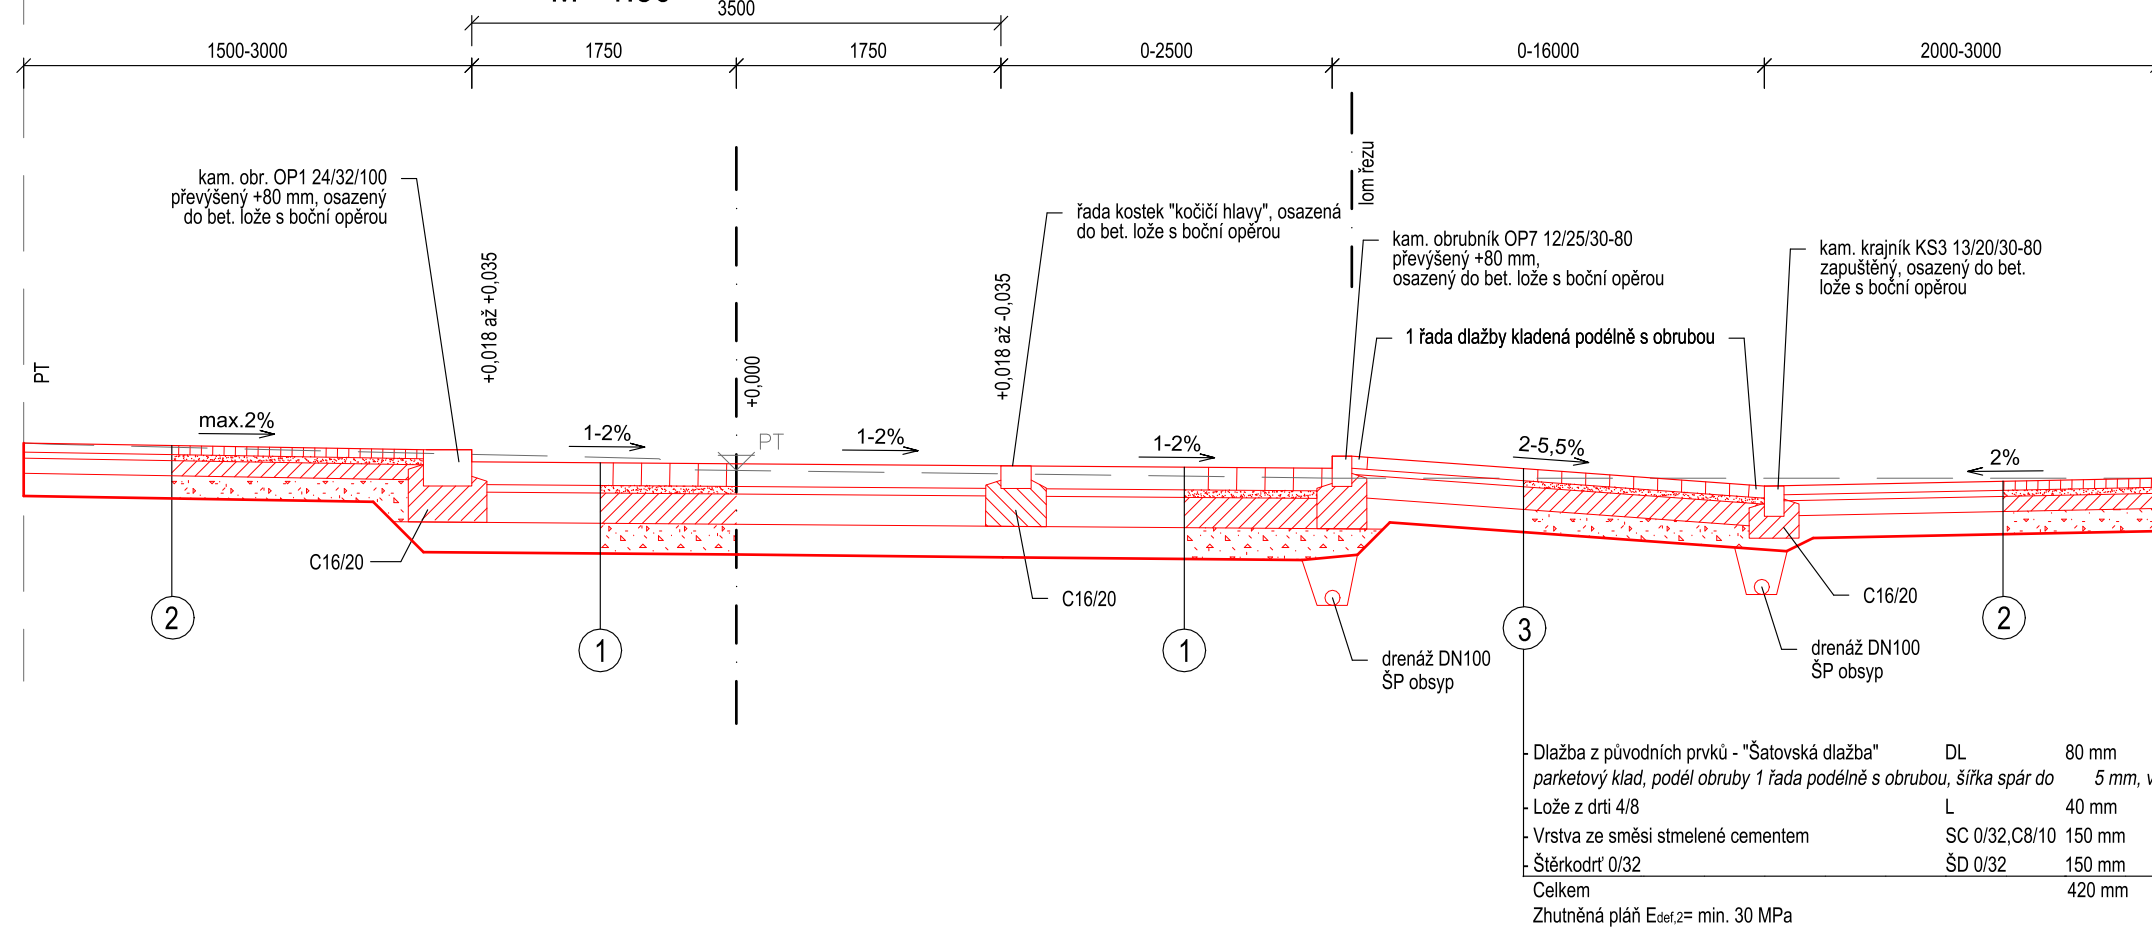 3500
1500-3000
1750
1750
0-2500
0-16000
2000-3000
kam. obr. OP1 24/32/100
převýšený +80 mm, osazený
do bet. lože s boční opěrou
+0,018 až +0,035
+0,000
řada kostek "kočičí hlavy", osazená
do bet. lože s boční opěrou
+0,018 až -0,035
lom řezu
kam. obrubník OP7 12/25/30-80
převýšený +80 mm,
osazený do bet. lože s boční opěrou
kam. krajník KS3 13/20/30-80
zapuštěný, osazený do bet.
lože s boční opěrou
1 řada dlažby kladená podélně s obrubou
PT
max.2%
1-2%
PT
1-2%
1-2%
2-5,5%
2%
C16/20
C16/20
C16/20
2
1
1
3
2
drenáž DN100
ŠP obsyp
drenáž DN100
ŠP obsyp
- Dlažba z původních prvků - "Šatovská dlažba" DL 80 mm
parketový klad, podél obruby 1 řada podélně s obrubou, šířka spár do 5 mm,
- Lože z drti 4/8 L 40 mm
- Vrstva ze směsi stmelené cementem SC 0/32,C8/10 150 mm
- Štěrkodrť 0/32 ŠD 0/32 150 mm
Celkem 420 mm
Zhutněná pláň Edef,2= min. 30 MPa